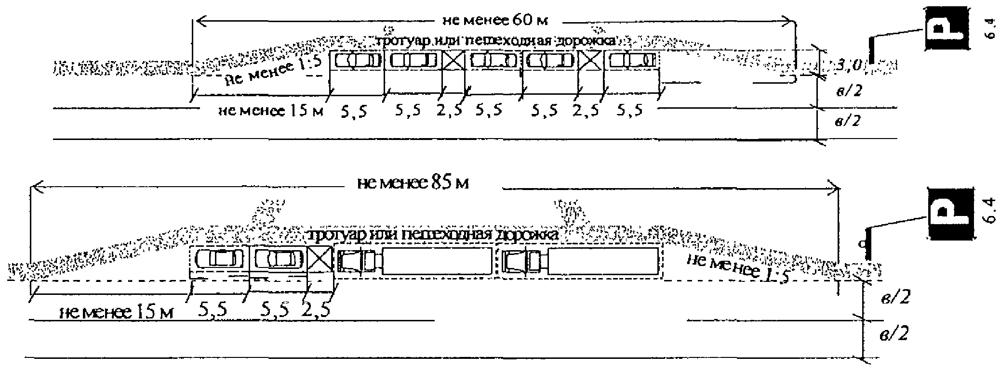 не менее 60 м
P
6.4
тротуар или пешеходная дорожка
не менее 1:5
3,0
в/2
не менее 15 м 5,5 5,5 2,5 5,5 5,5 2,5 5,5
в/2
не менее 85 м
P
6.4
тротуар или пешеходная дорожка
не менее 1:5
в/2
не менее 15 м 5,5 5,5 2,5
в/2